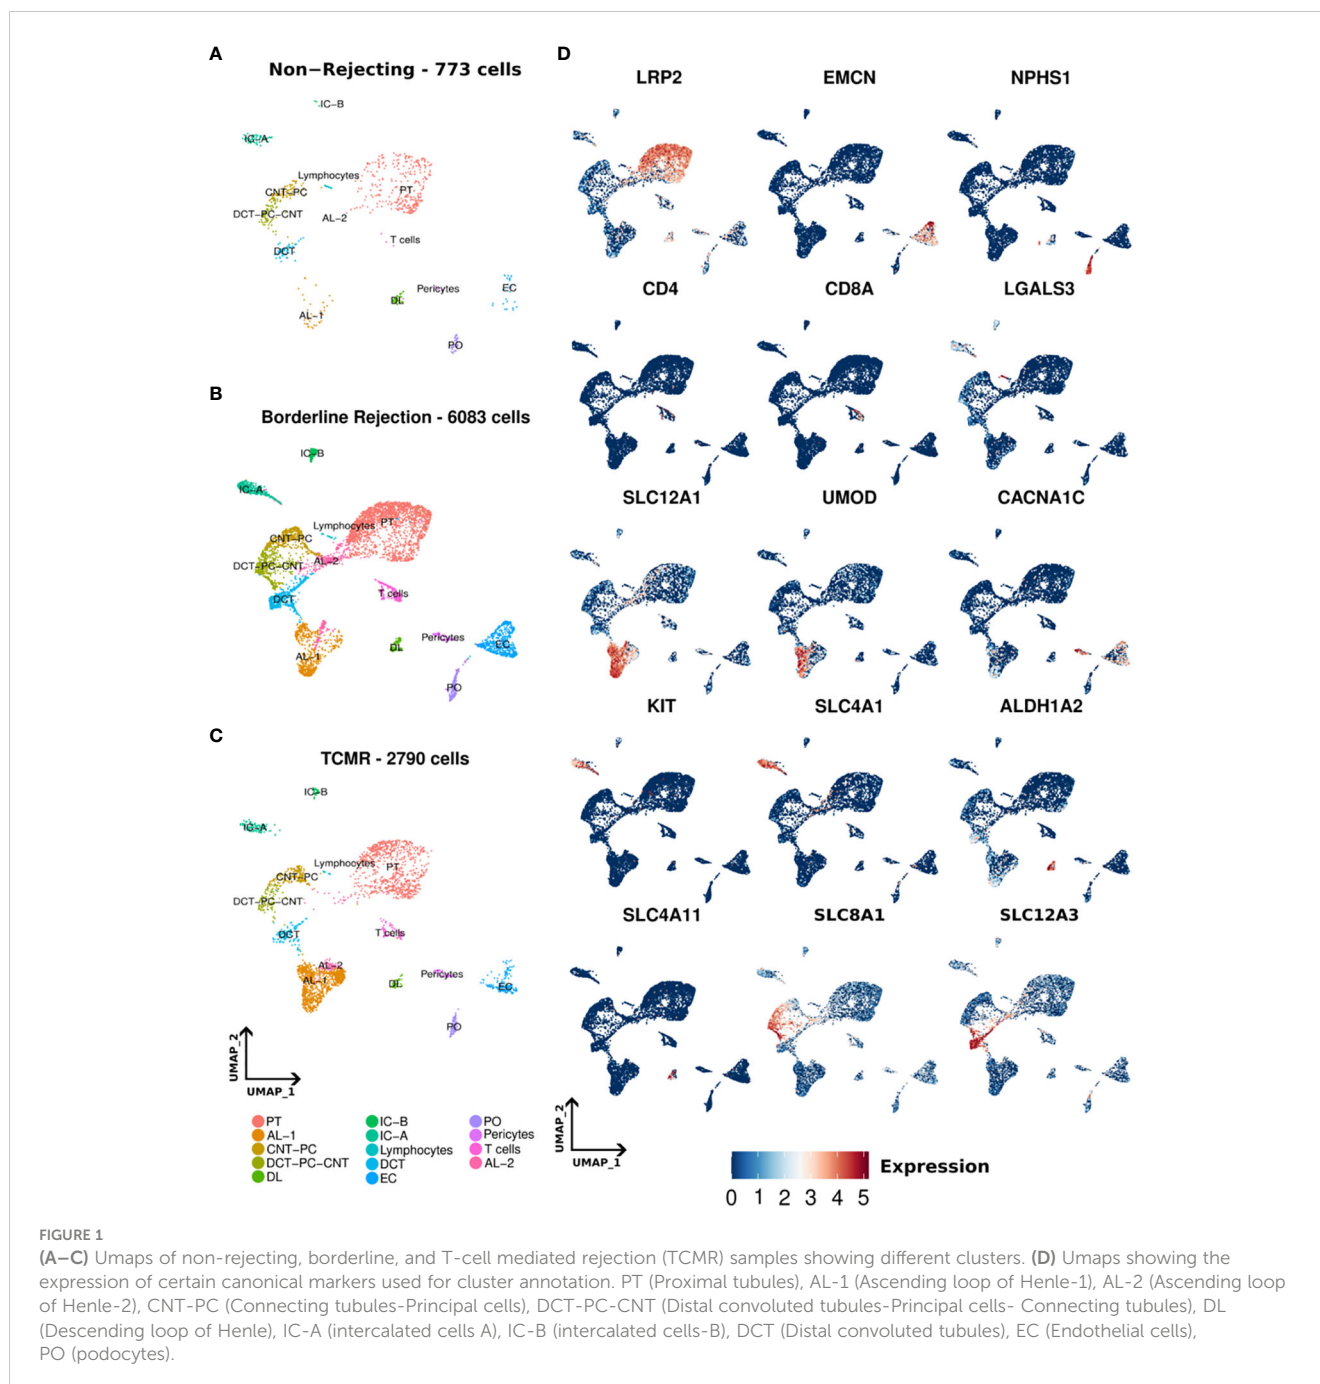 A
Non−Rejecting - 773 cells
IC−B
IC−A
Lymphocytes
CNT−PC
PT
DCT−PC−CNT
AL−2
T cells
DCT
Pericytes
EC
DL
AL−1
PO
B
Borderline Rejection - 6083 cells
IC−B
IC−A
Lymphocytes
PT
CNT−PC
DCT−PC−CNT
AL−2
T cells
DCT
Pericytes
EC
DL
AL−1
PO
C
TCMR - 2790 cells
IC−B
IC−A
Lymphocytes
PT
CNT−PC
DCT−PC−CNT
DCT
T cells
AL−2
AL−1
Pericytes
DL
EC
PO
UMAP_2
UMAP_1
PT
AL−1
CNT−PC
DCT−PC−CNT
DL
IC−B
IC−A
Lymphocytes
DCT
EC
PO
Pericytes
T cells
AL−2
D
LRP2 EMCN NPHS1
CD4 CD8A LGALS3
SLC12A1 UMOD CACNA1C
KIT SLC4A1 ALDH1A2
SLC4A11 SLC8A1 SLC12A3
UMAP_2
UMAP_1
Expression
0 1 2 3 4 5
FIGURE 1
(A–C) Umaps of non-rejecting, borderline, and T-cell mediated rejection (TCMR) samples showing different clusters. (D) Umaps showing the
expression of certain canonical markers used for cluster annotation. PT (Proximal tubules), AL-1 (Ascending loop of Henle-1), AL-2 (Ascending loop
of Henle-2), CNT-PC (Connecting tubules-Principal cells), DCT-PC-CNT (Distal convoluted tubules-Principal cells- Connecting tubules), DL
(Descending loop of Henle), IC-A (intercalated cells A), IC-B (intercalated cells-B), DCT (Distal convoluted tubules), EC (Endothelial cells),
PO (podocytes).